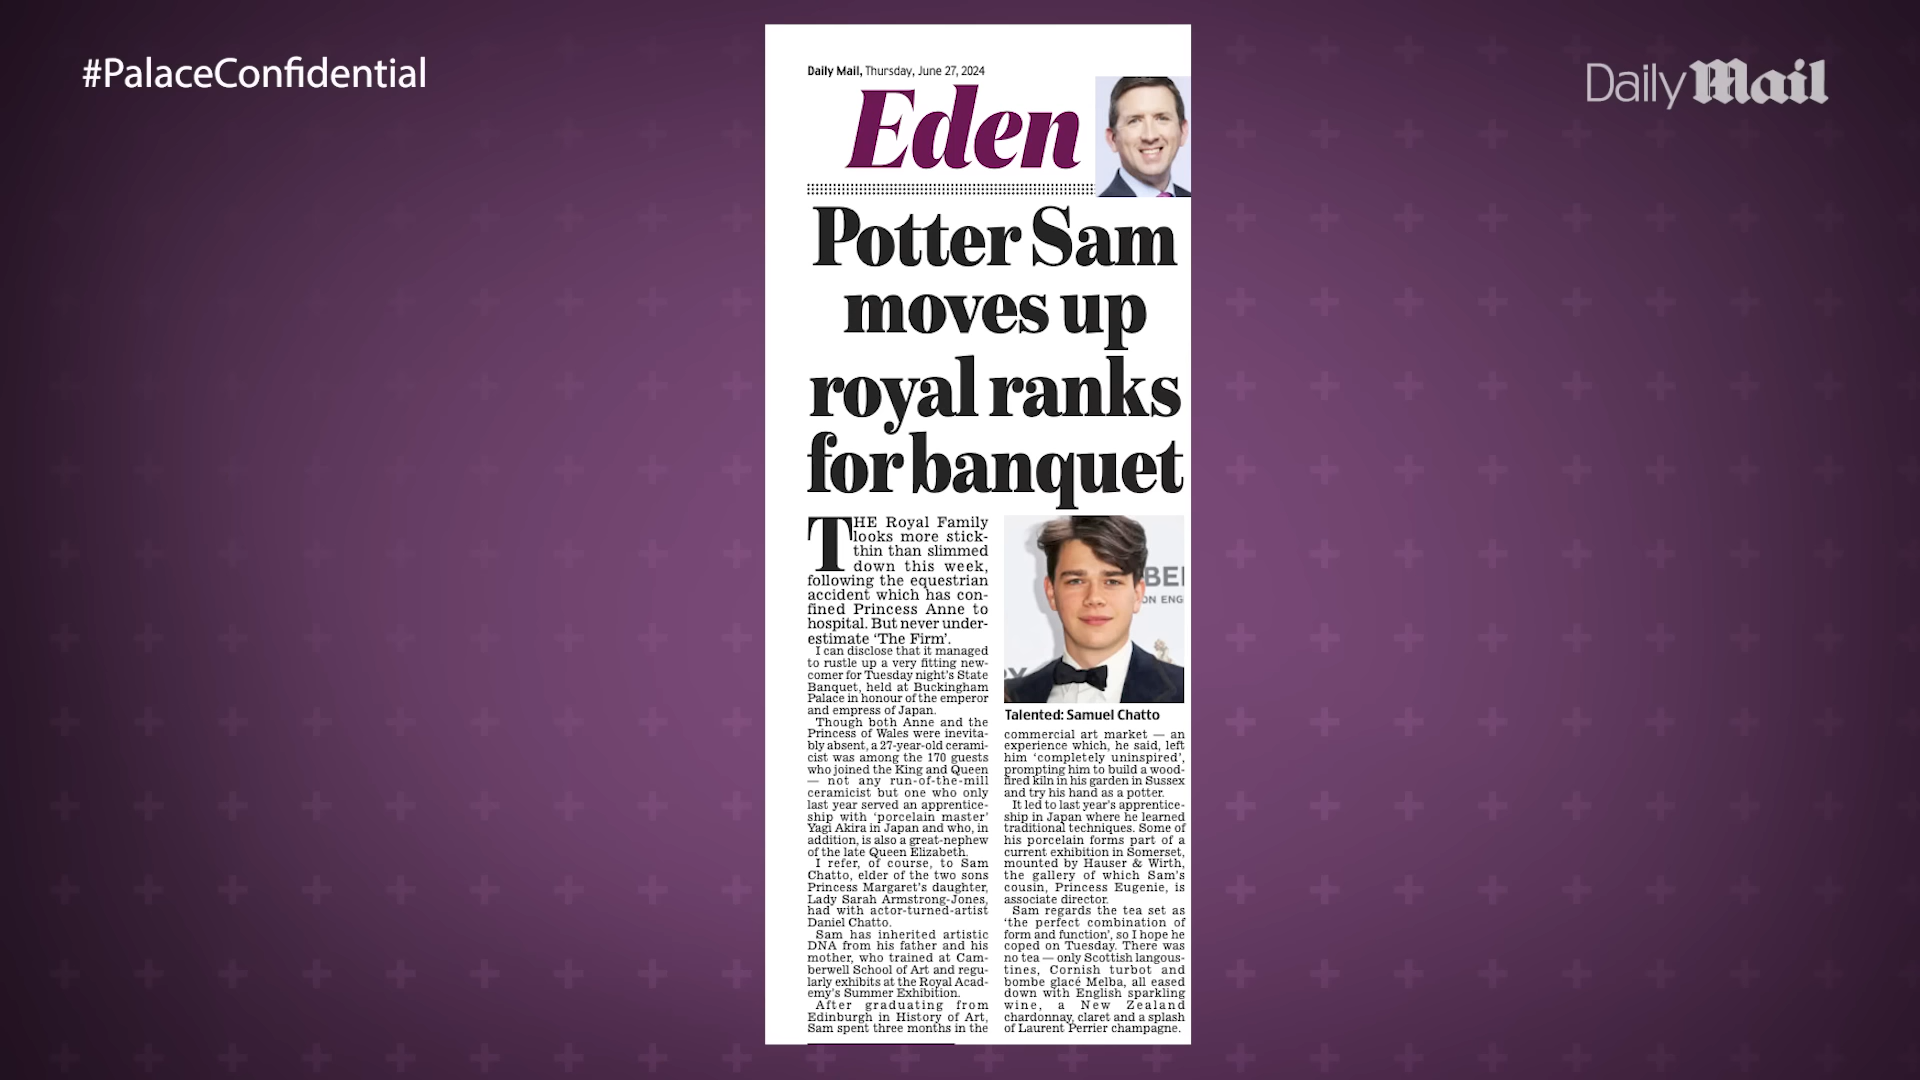 #PalaceConfidential
Daily Mail
Daily Mail, Thursday, June 27, 2024
Eden
Potter Sam
moves up
royal ranks
for banquet
THE Royal Family
looks more stick-
thin than slimmed
down this week,
following the equestrian
accident which has con-
fined Princess Anne to
hospital. But never under-
estimate ‘The Firm’.
I can disclose that it managed
to rustle up a very fitting new-
comer for Tuesday night’s State
Banquet, held at Buckingham
Palace in honour of the emperor
and empress of Japan.
Though both Anne and the
Princess of Wales were inevita-
bly absent, a 27-year-old cerami-
cist was among the 170 guests
who joined the King and Queen
— not any run-of-the-mill
ceramicist but one who only
last year served an apprentice-
ship with ‘porcelain master’
Yagi Akira in Japan and who, in
addition, is also a great-nephew
of the late Queen Elizabeth.
I refer, of course, to Sam
Chatto, elder of the two sons
Princess Margaret’s daughter,
Lady Sarah Armstrong-Jones,
had with actor-turned-artist
Daniel Chatto.
Sam has inherited artistic
DNA from his father and his
mother, who trained at Cam-
berwell School of Art and regu-
larly exhibits at the Royal Acad-
emy’s Summer Exhibition.
After graduating from
Edinburgh in History of Art,
Sam spent three months in the
BE
ON ENG
Talented: Samuel Chatto
commercial art market — an
experience which, he said, left
him ‘completely uninspired’,
prompting him to build a wood-
fired kiln in his garden in Sussex
and try his hand as a potter.
It led to last year’s apprentice-
ship in Japan where he learned
traditional techniques. Some of
his porcelain forms part of a
current exhibition in Somerset,
mounted by Hauser & Wirth,
the gallery of which Sam’s
cousin, Princess Eugenie, is
associate director.
Sam regards the tea set as
‘the perfect combination of
form and function’, so I hope he
coped on Tuesday. There was
no tea — only Scottish langous-
tines, Cornish turbot and
bombe glacé Melba, all eased
down with English sparkling
wine, a New Zealand
chardonnay, claret and a splash
of Laurent Perrier champagne.